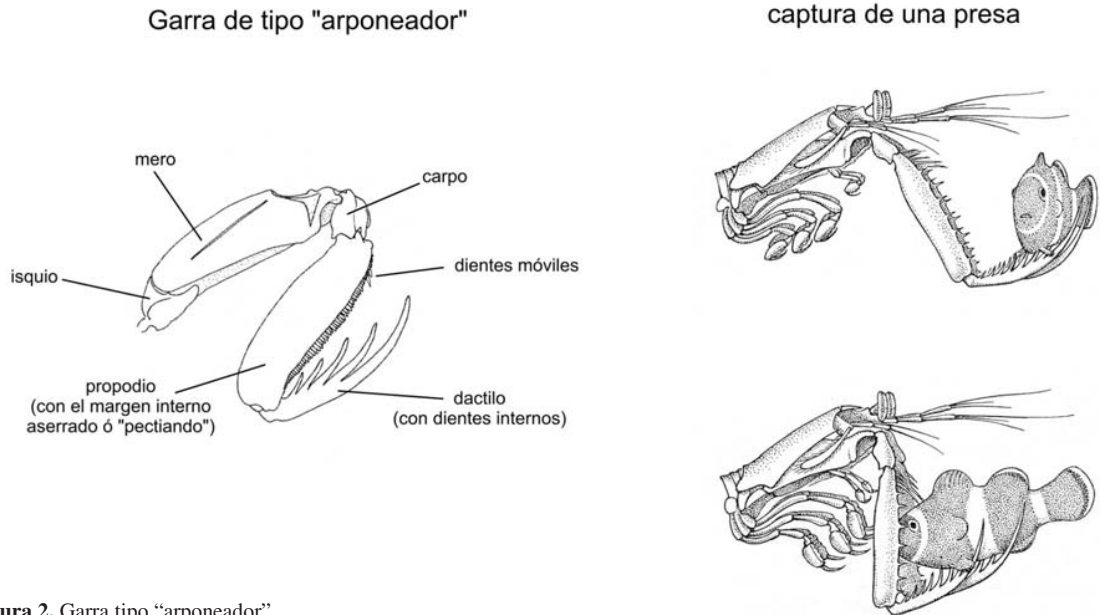 Garra de tipo "arponeador"
captura de una presa
mero
carpo
isquio
dientes móviles
propodio
(con el margen interno
aserrado ó "pectiando")
dactilo
(con dientes internos)
ura 2. Garra tipo “arponeador”